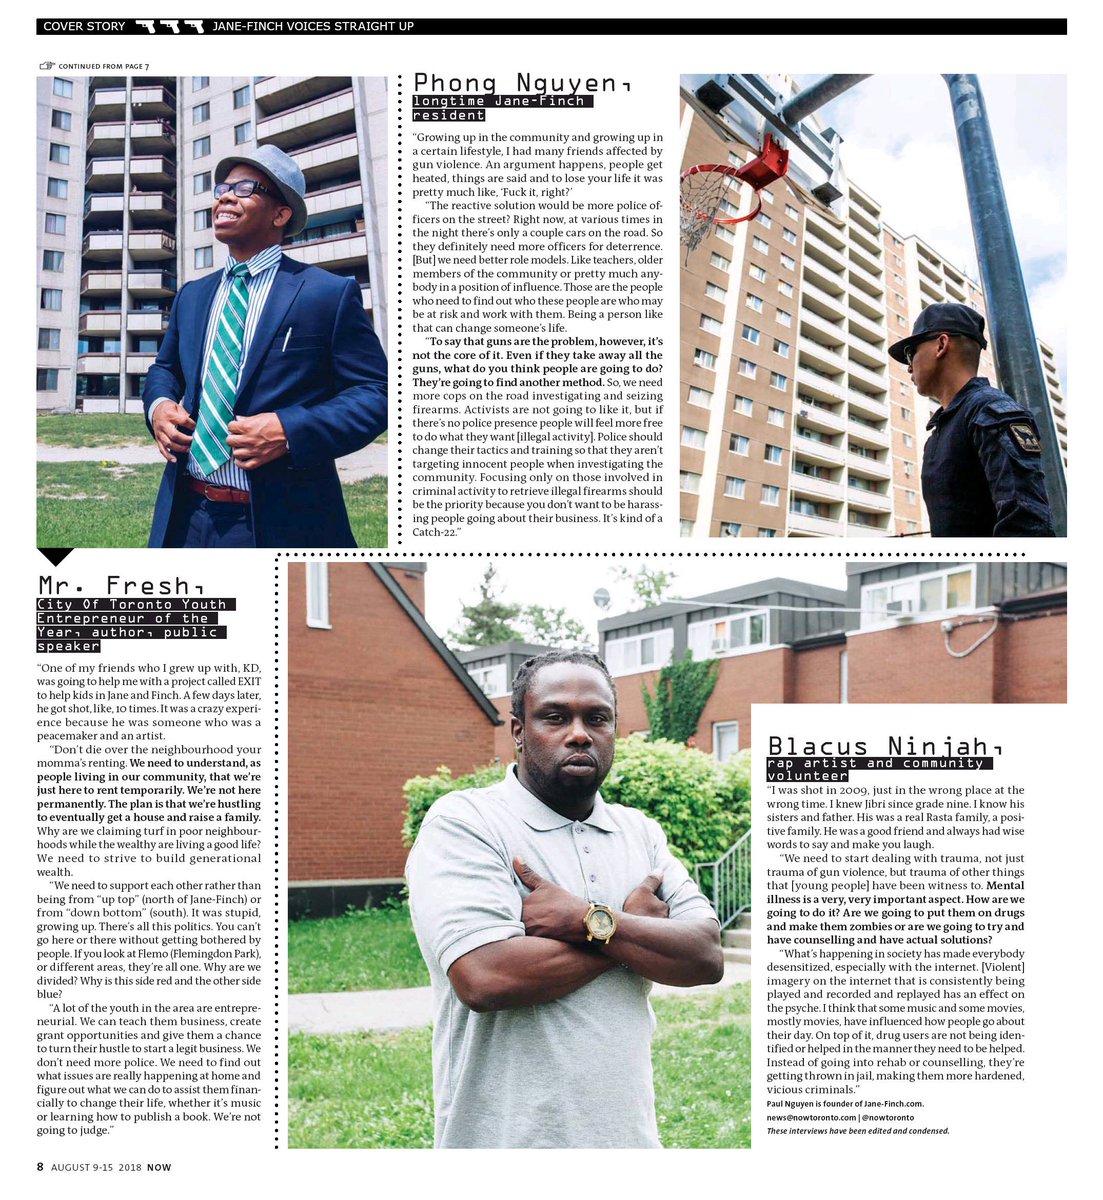 COVER STORY JANE-FINCH VOICES STRAIGHT UP
CONTINUED FROM PAGE 7
Phong Nguyen,
longtime Jane-Finch
resident
“Growing up in the community and growing up in
a certain lifestyle, I had many friends affected by
gun violence. An argument happens, people get
heated, things are said and to lose your life it was
pretty much like, ‘Fuck it, right?’
“The reactive solution would be more police of-
ficers on the street? Right now, at various times in
the night there’s only a couple cars on the road. So
they definitely need more officers for deterrence.
[But] we need better role models. Like teachers, older
members of the community or pretty much any-
body in a position of influence. Those are the people
who need to find out who these people are who may
be at risk and work with them. Being a person like
that can change someone’s life.
“To say that guns are the problem, however, it’s
not the core of it. Even if they take away all the
guns, what do you think people are going to do?
They’re going to find another method. So, we need
more cops on the road investigating and seizing
firearms. Activists are not going to like it, but if
there’s no police presence people will feel more free
to do what they want [illegal activity]. Police should
change their tactics and training so that they aren’t
targeting innocent people when investigating the
community. Focusing only on those involved in
criminal activity to retrieve illegal firearms should
be the priority because you don’t want to be harass-
ing people going about their business. It’s kind of a
Catch-22.”
Mr. Fresh,
City Of Toronto Youth
Entrepreneur of the
Year, author, public
speaker
“One of my friends who I grew up with, KD,
was going to help me with a project called EXIT
to help kids in Jane and Finch. A few days later,
he got shot, like, 10 times. It was a crazy experi-
ence because he was someone who was a
peacemaker and an artist.
“Don’t die over the neighbourhood your
momma’s renting. We need to understand, as
people living in our community, that we’re
just here to rent temporarily. We’re not here
permanently. The plan is that we’re hustling
to eventually get a house and raise a family.
Why are we claiming turf in poor neighbour-
hoods while the wealthy are living a good life?
We need to strive to build generational
wealth.
“We need to support each other rather than
being from “up top” (north of Jane-Finch) or
from “down bottom” (south). It was stupid,
growing up. There’s all this politics. You can’t
go here or there without getting bothered by
people. If you look at Flemo (Flemingdon Park),
or different areas, they’re all one. Why are we
divided? Why is this side red and the other side
blue?
“A lot of the youth in the area are entrepre-
neurial. We can teach them business, create
grant opportunities and give them a chance
to turn their hustle to start a legit business. We
don’t need more police. We need to find out
what issues are really happening at home and
figure out what we can do to assist them finan-
cially to change their life, whether it’s music
or learning how to publish a book. We’re not
going to judge.”
Blacus Ninjah,
rap artist and community
volunteer
“I was shot in 2009, just in the wrong place at the
wrong time. I knew Jibri since grade nine. I know his
sisters and father. His was a real Rasta family, a posi-
tive family. He was a good friend and always had wise
words to say and make you laugh.
“We need to start dealing with trauma, not just
trauma of gun violence, but trauma of other things
that [young people] have been witness to. Mental
illness is a very, very important aspect. How are we
going to do it? Are we going to put them on drugs
and make them zombies or are we going to try and
have counselling and have actual solutions?
“What’s happening in society has made everybody
desensitized, especially with the internet. [Violent]
imagery on the internet that is consistently being
played and recorded and replayed has an effect on
the psyche. I think that some music and some movies,
mostly movies, have influenced how people go about
their day. On top of it, drug users are not being iden-
tified or helped in the manner they need to be helped.
Instead of going into rehab or counselling, they’re
getting thrown in jail, making them more hardened,
vicious criminals.”
Paul Nguyen is founder of Jane-Finch.com.
news@nowtoronto.com | @nowtoronto
These interviews have been edited and condensed.
8 AUGUST 9-15 2018 NOW